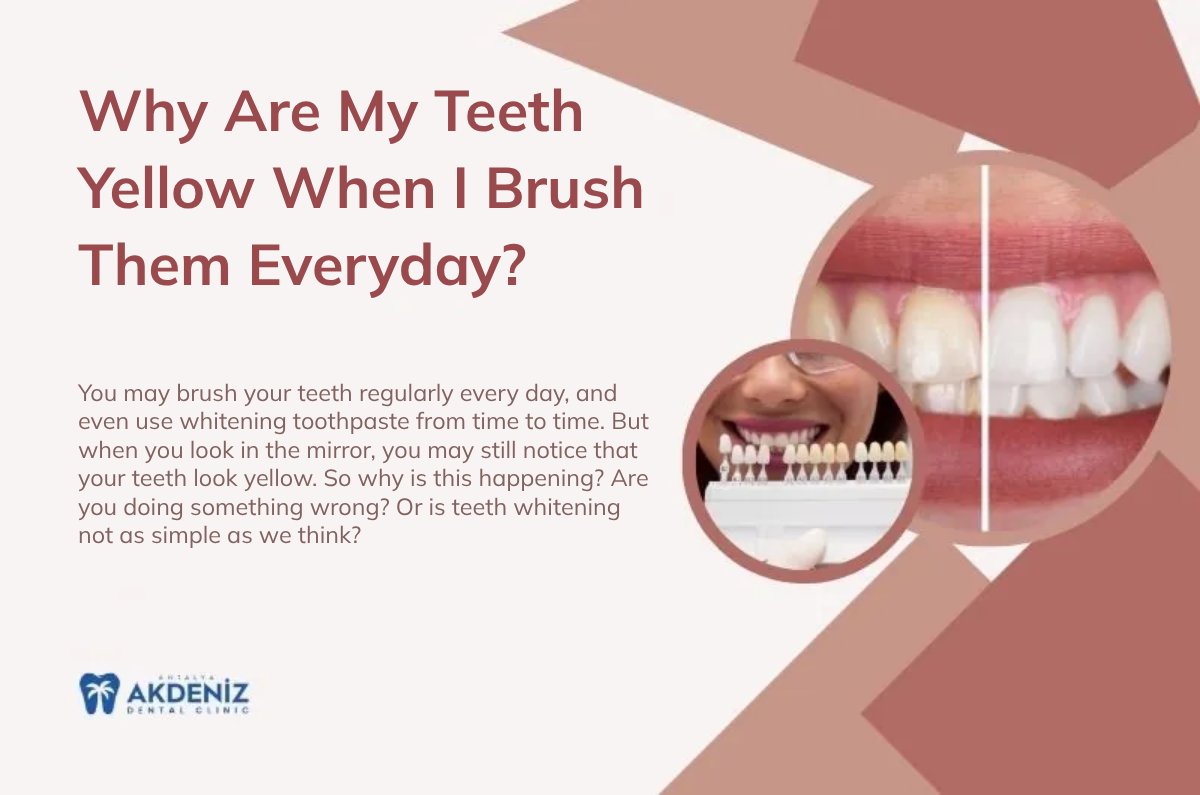 Why Are My Teeth
Yellow When I Brush
Them Everyday?
You may brush your teeth regularly every day, and
even use whitening toothpaste from time to time. But
when you look in the mirror, you may still notice that
your teeth look yellow. So why is this happening? Are
you doing something wrong? Or is teeth whitening
not as simple as we think?
ANTALYA
AKDENİZ
DENTAL CLINIC